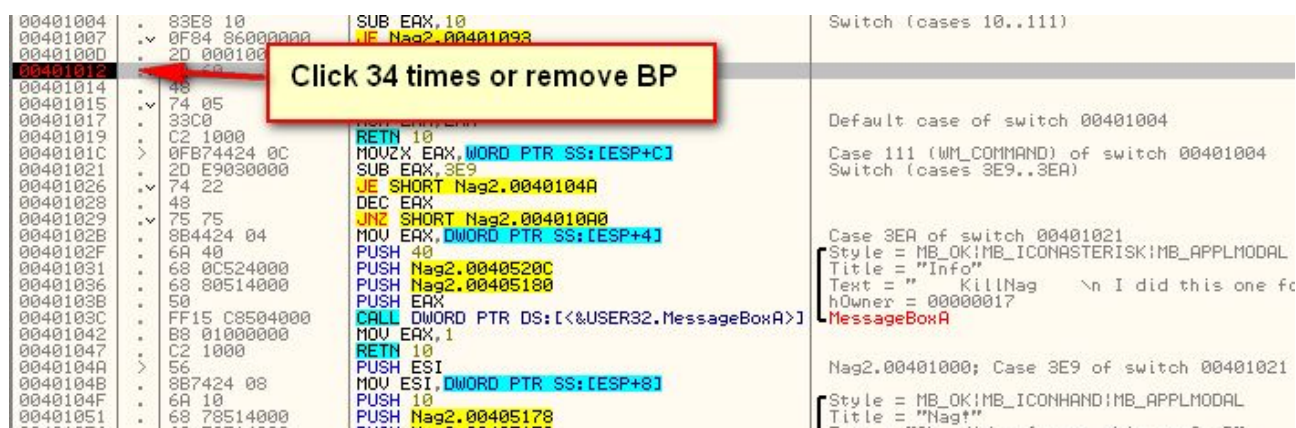 00401004 . 83E8 10 SUB EAX,10 Switch (cases 10..111)
00401007 .v 0F84 86000000 JE Nag2.00401093
0040100D . 2D 000100
00401012
Click 34 times or remove BP
00401014 . 48
00401015 .v 74 05
00401017 . 33C0 Default case of switch 00401004
00401019 . C2 1000 RETN 10
0040101C > 0FB74424 0C MOVZX EAX,WORD PTR SS:[ESP+C] Case 111 (WM_COMMAND) of switch 00401004
00401021 . 2D E9030000 SUB EAX,3E9 Switch (cases 3E9..3EA)
00401026 .v 74 22 JE SHORT Nag2.0040104A
00401028 . 48 DEC EAX
00401029 .v 75 75 JNZ SHORT Nag2.004010A0
0040102B . 8B4424 04 MOV EAX,DWORD PTR SS:[ESP+4] Case 3EA of switch 00401021
0040102F . 6A 40 PUSH 40 Style = MB_OK|MB_ICONASTERISK|MB_APPLMODAL
00401031 . 68 0C524000 PUSH Nag2.0040520C Title = "Info"
00401036 . 68 80514000 PUSH Nag2.00405180 Text = " KillNag \n I did this one fo
0040103B . 50 PUSH EAX hOwner = 00000017
0040103C . FF15 C8504000 CALL DWORD PTR DS:[<&USER32.MessageBoxA>] MessageBoxA
00401042 . B8 01000000 MOV EAX,1
00401047 . C2 1000 RETN 10
0040104A > 56 PUSH ESI Nag2.00401000; Case 3E9 of switch 00401021
0040104B . 8B7424 08 MOV ESI,DWORD PTR SS:[ESP+8]
0040104F . 6A 10 PUSH 10 Style = MB_OK|MB_ICONHAND|MB_APPLMODAL
00401051 . 68 78514000 PUSH Nag2.00405178 Title = "Nag!"